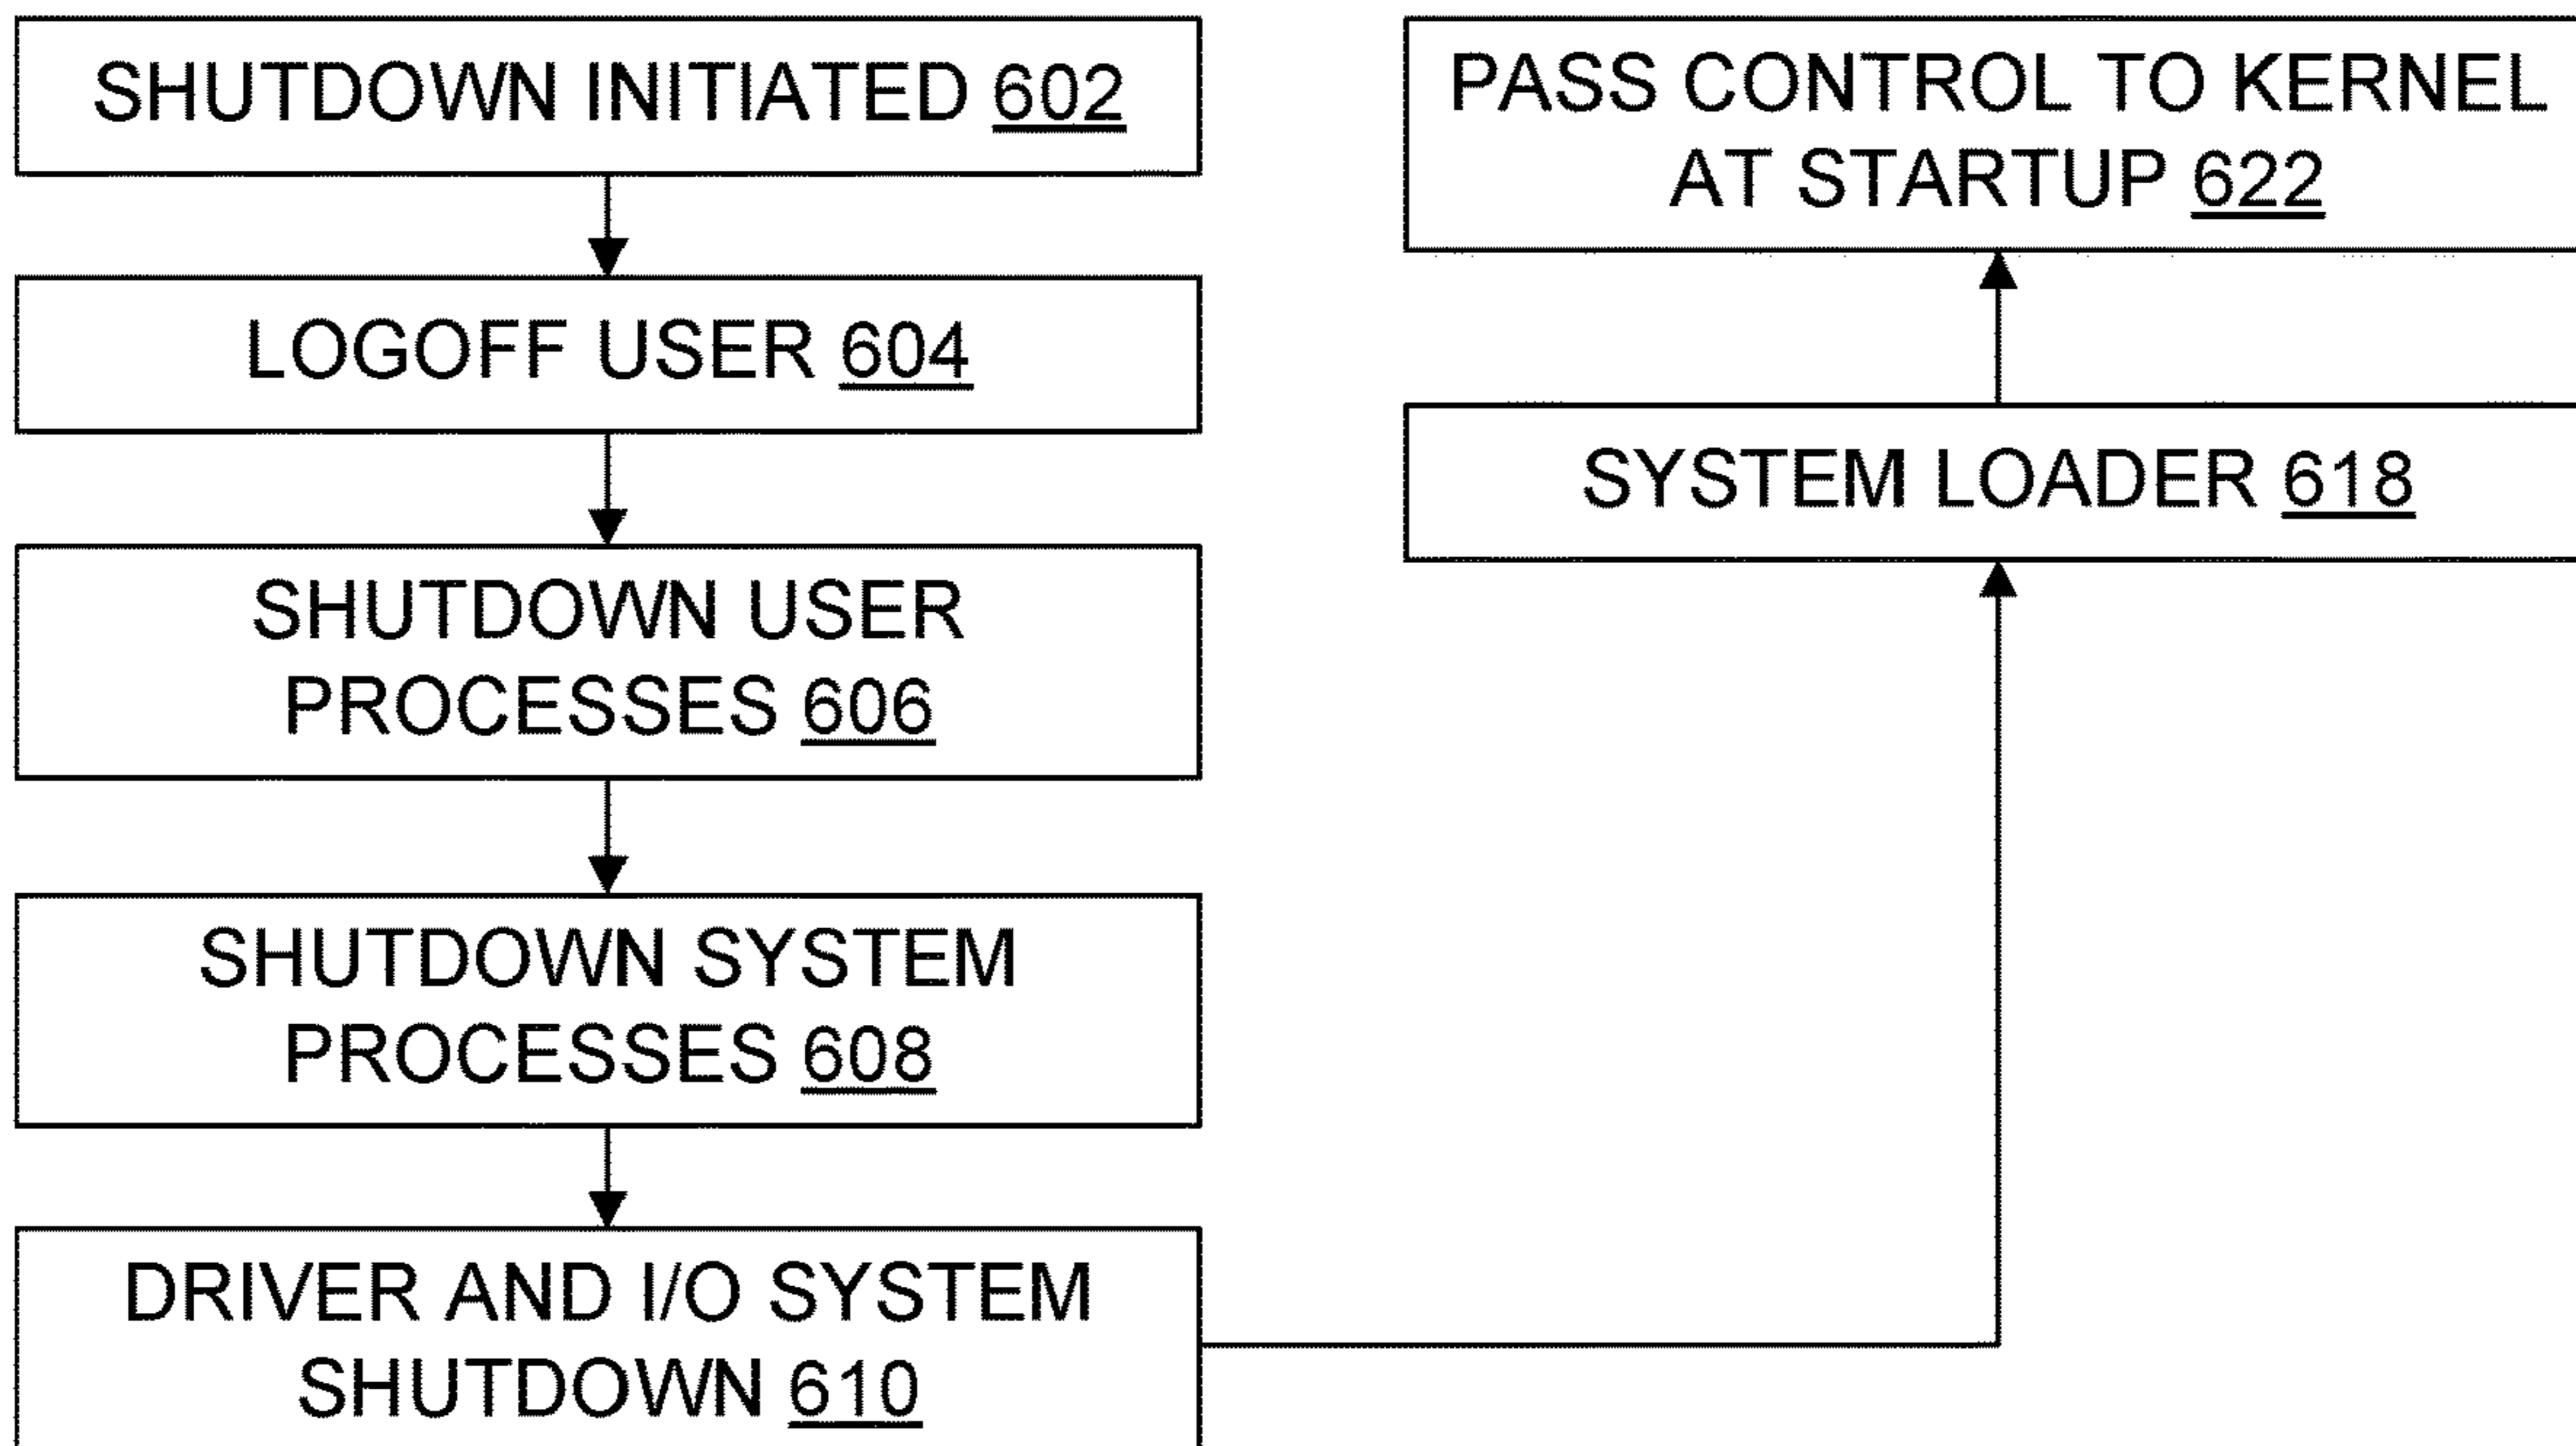 SHUTDOWN INITIATED 602
LOGOFF USER 604
SHUTDOWN USER
PROCESSES 606
SHUTDOWN SYSTEM
PROCESSES 608
DRIVER AND I/O SYSTEM
SHUTDOWN 610
PASS CONTROL TO KERNEL
AT STARTUP 622
SYSTEM LOADER 618